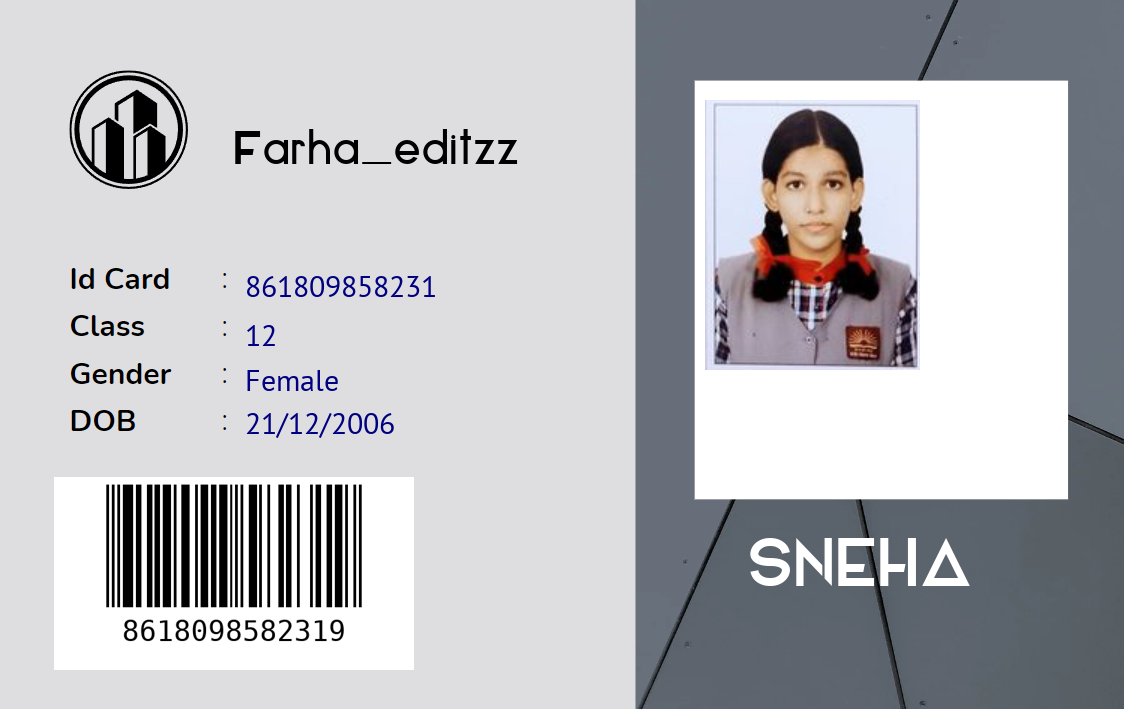 Farha_editzz
Id Card : 861809858231
Class : 12
Gender : Female
DOB : 21/12/2006
8618098582319
SNEHA